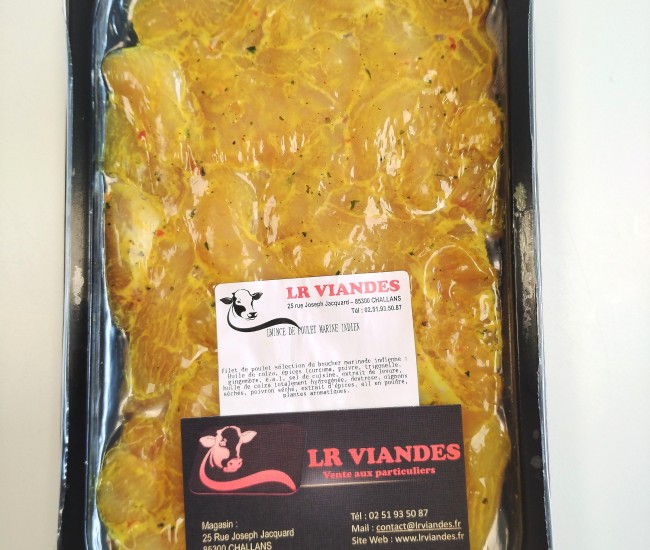 LR VIANDES
25 rue Joseph Jacquard – 85300 CHALLANS
Tél : 02.51.93.50.87
EMINCE DE POULET MARINE INDIEN
Filet de poulet sélection du boucher marinade indienne :
Huile de colza, épices (curcuma, poivre, trigonelle,
gingembre, e.a.), sel de cuisine, extrait de levure,
huile de colza totalement hydrogénée, dextrose, oignons
séchés, poivron séché, extrait d'épices, ail en poudre,
plantes aromatiques.
LR VIANDES
Vente aux particuliers
Magasin :
25 Rue Joseph Jacquard
85300 CHALLANS
Tél : 02 51 93 50 87
Mail : contact@lrviandes.fr
Site Web : www.lrviandes.fr